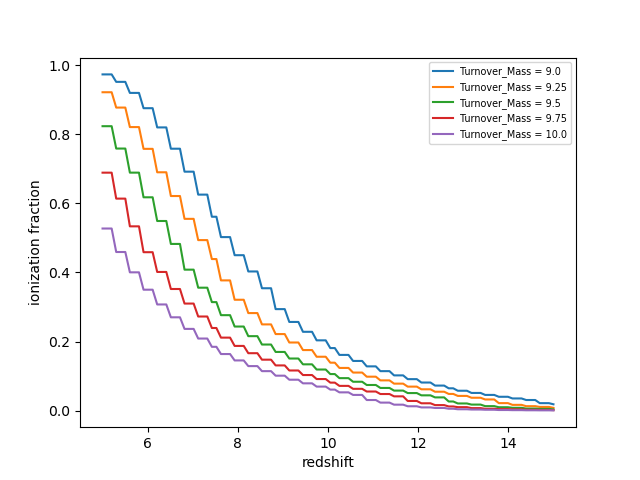 1.0
0.8
0.6
0.4
0.2
0.0
ionization fraction
Turnover_Mass = 9.0
Turnover_Mass = 9.25
Turnover_Mass = 9.5
Turnover_Mass = 9.75
Turnover_Mass = 10.0
6 8 10 12 14
redshift